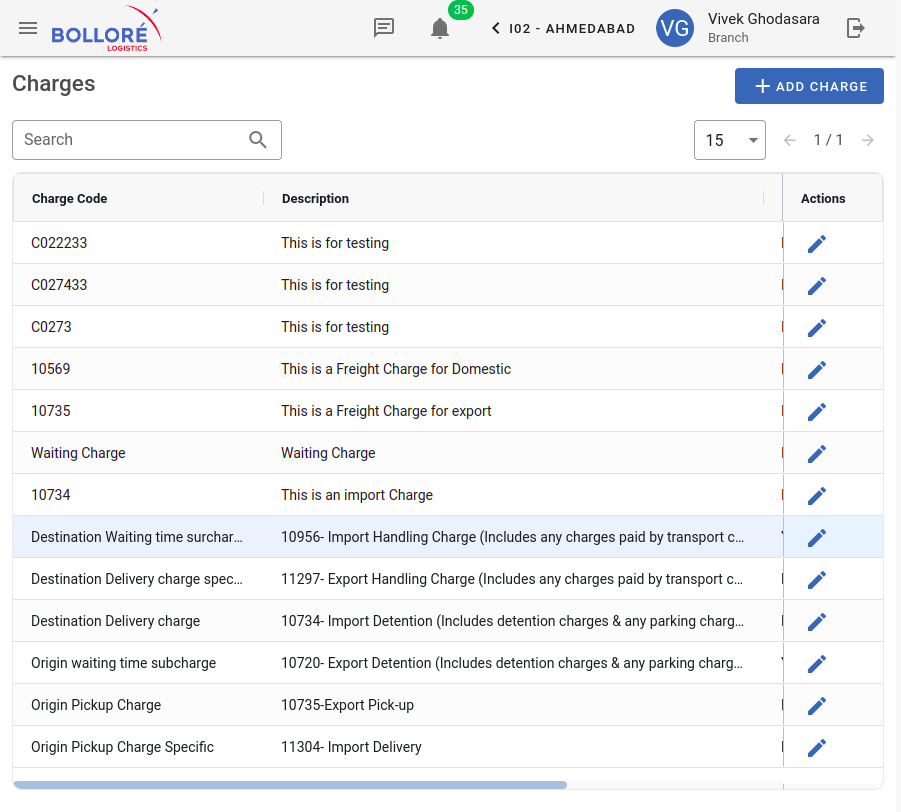 35
BOLLORÉ
LOGISTICS
I02 - AHMEDABAD
VG
Vivek Ghodasara
Branch
Charges
ADD CHARGE
Search
15
1 / 1
Charge Code Description Actions
C022233 This is for testing
C027433 This is for testing
C0273 This is for testing
10569 This is a Freight Charge for Domestic
10735 This is a Freight Charge for export
Waiting Charge Waiting Charge
10734 This is an import Charge
Destination Waiting time surchar... 10956- Import Handling Charge (Includes any charges paid by transport c...
Destination Delivery charge spec... 11297- Export Handling Charge (Includes any charges paid by transport c...
Destination Delivery charge 10734- Import Detention (Includes detention charges & any parking charg...
Origin waiting time subcharge 10720- Export Detention (Includes detention charges & any parking charg...
Origin Pickup Charge 10735-Export Pick-up
Origin Pickup Charge Specific 11304- Import Delivery